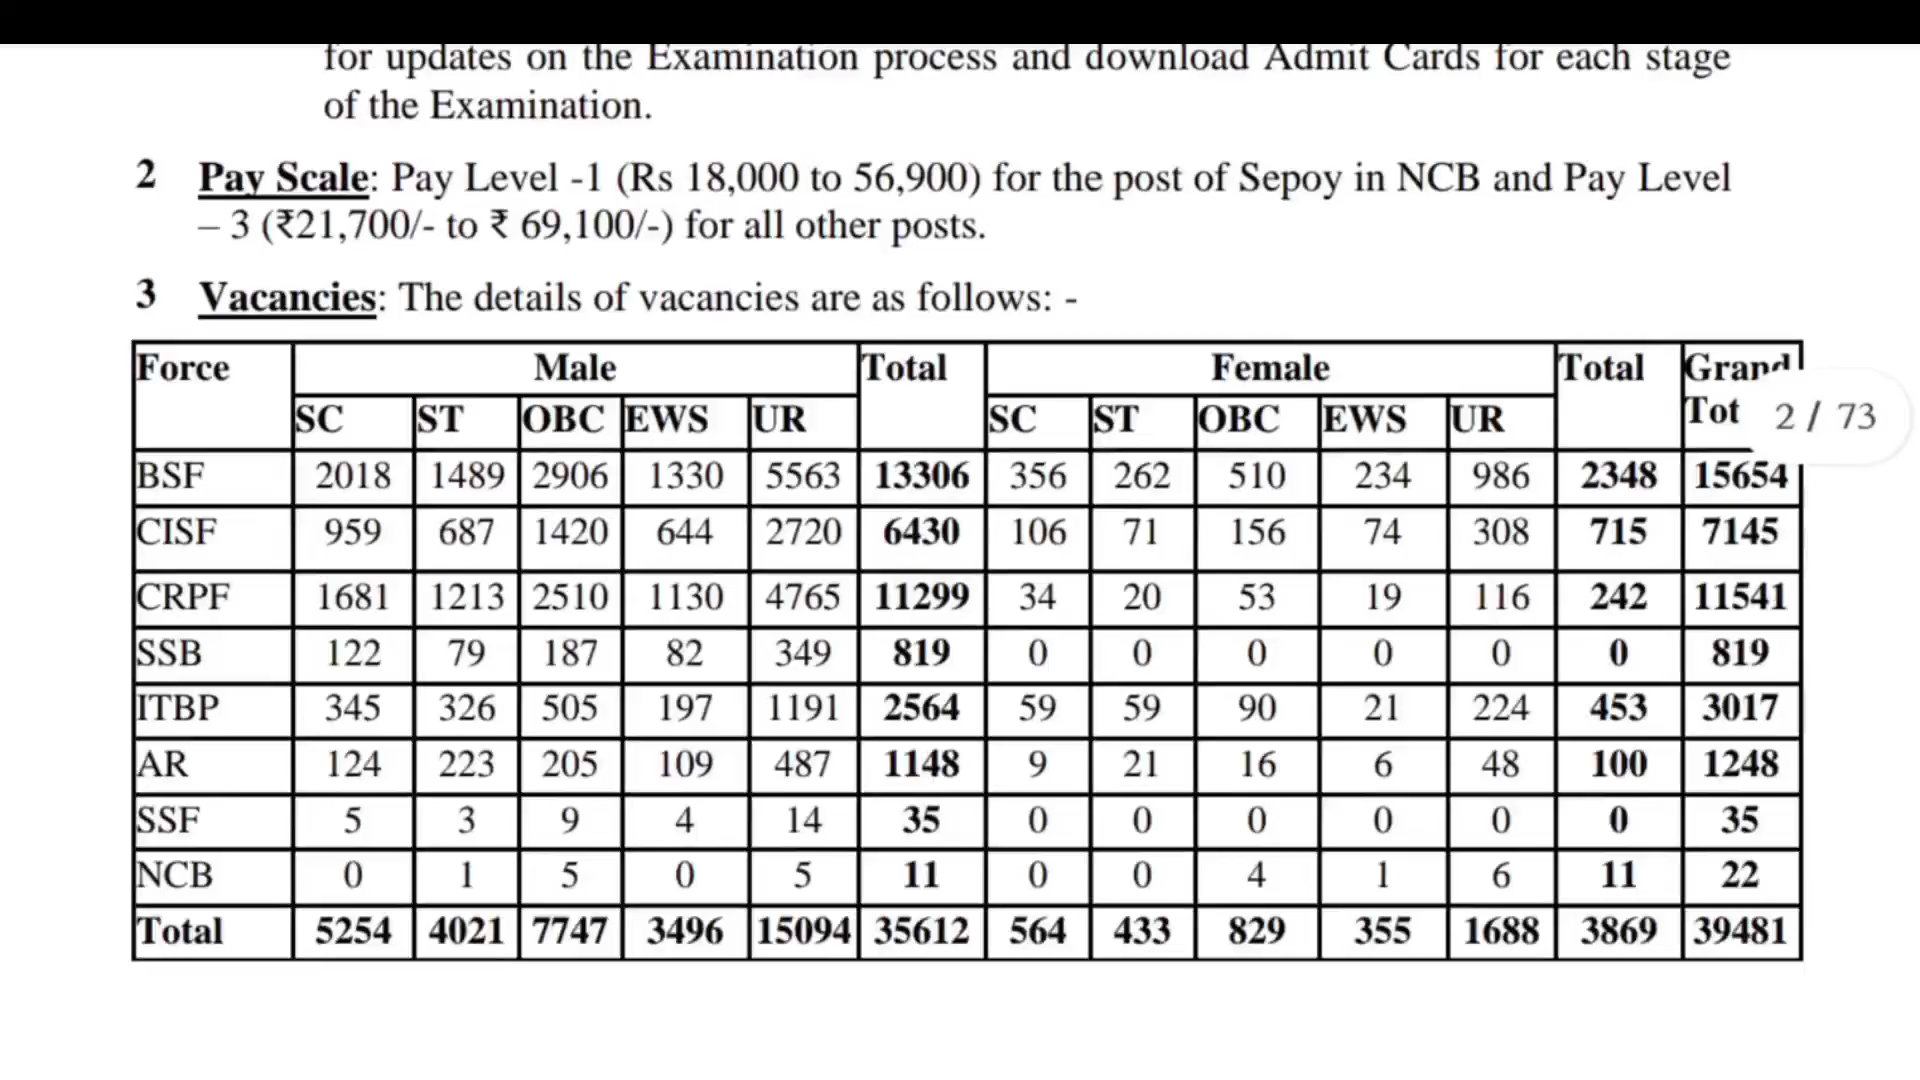 for updates on the Examination process and download Admit Cards for each stage
of the Examination.
2 Pay Scale: Pay Level -1 (Rs 18,000 to 56,900) for the post of Sepoy in NCB and Pay Level
– 3 (₹21,700/- to ₹ 69,100/-) for all other posts.
3 Vacancies: The details of vacancies are as follows: -
Force Male Total Female Total Grand
SC ST OBC EWS UR SC ST OBC EWS UR Tot 2 / 73
BSF 2018 1489 2906 1330 5563 13306 356 262 510 234 986 2348 15654
CISF 959 687 1420 644 2720 6430 106 71 156 74 308 715 7145
CRPF 1681 1213 2510 1130 4765 11299 34 20 53 19 116 242 11541
SSB 122 79 187 82 349 819 0 0 0 0 0 0 819
ITBP 345 326 505 197 1191 2564 59 59 90 21 224 453 3017
AR 124 223 205 109 487 1148 9 21 16 6 48 100 1248
SSF 5 3 9 4 14 35 0 0 0 0 0 0 35
NCB 0 1 5 0 5 11 0 0 4 1 6 11 22
Total 5254 4021 7747 3496 15094 35612 564 433 829 355 1688 3869 39481